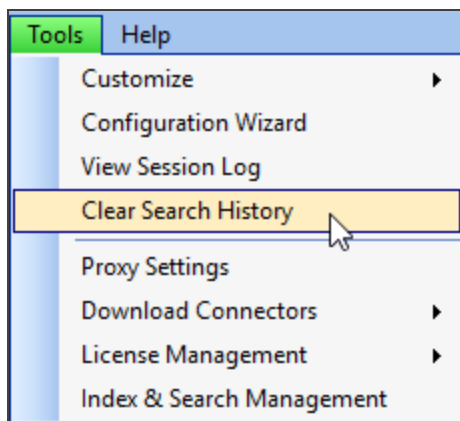 Tools Help
Customize
Configuration Wizard
View Session Log
Clear Search History
Proxy Settings
Download Connectors
License Management
Index & Search Management